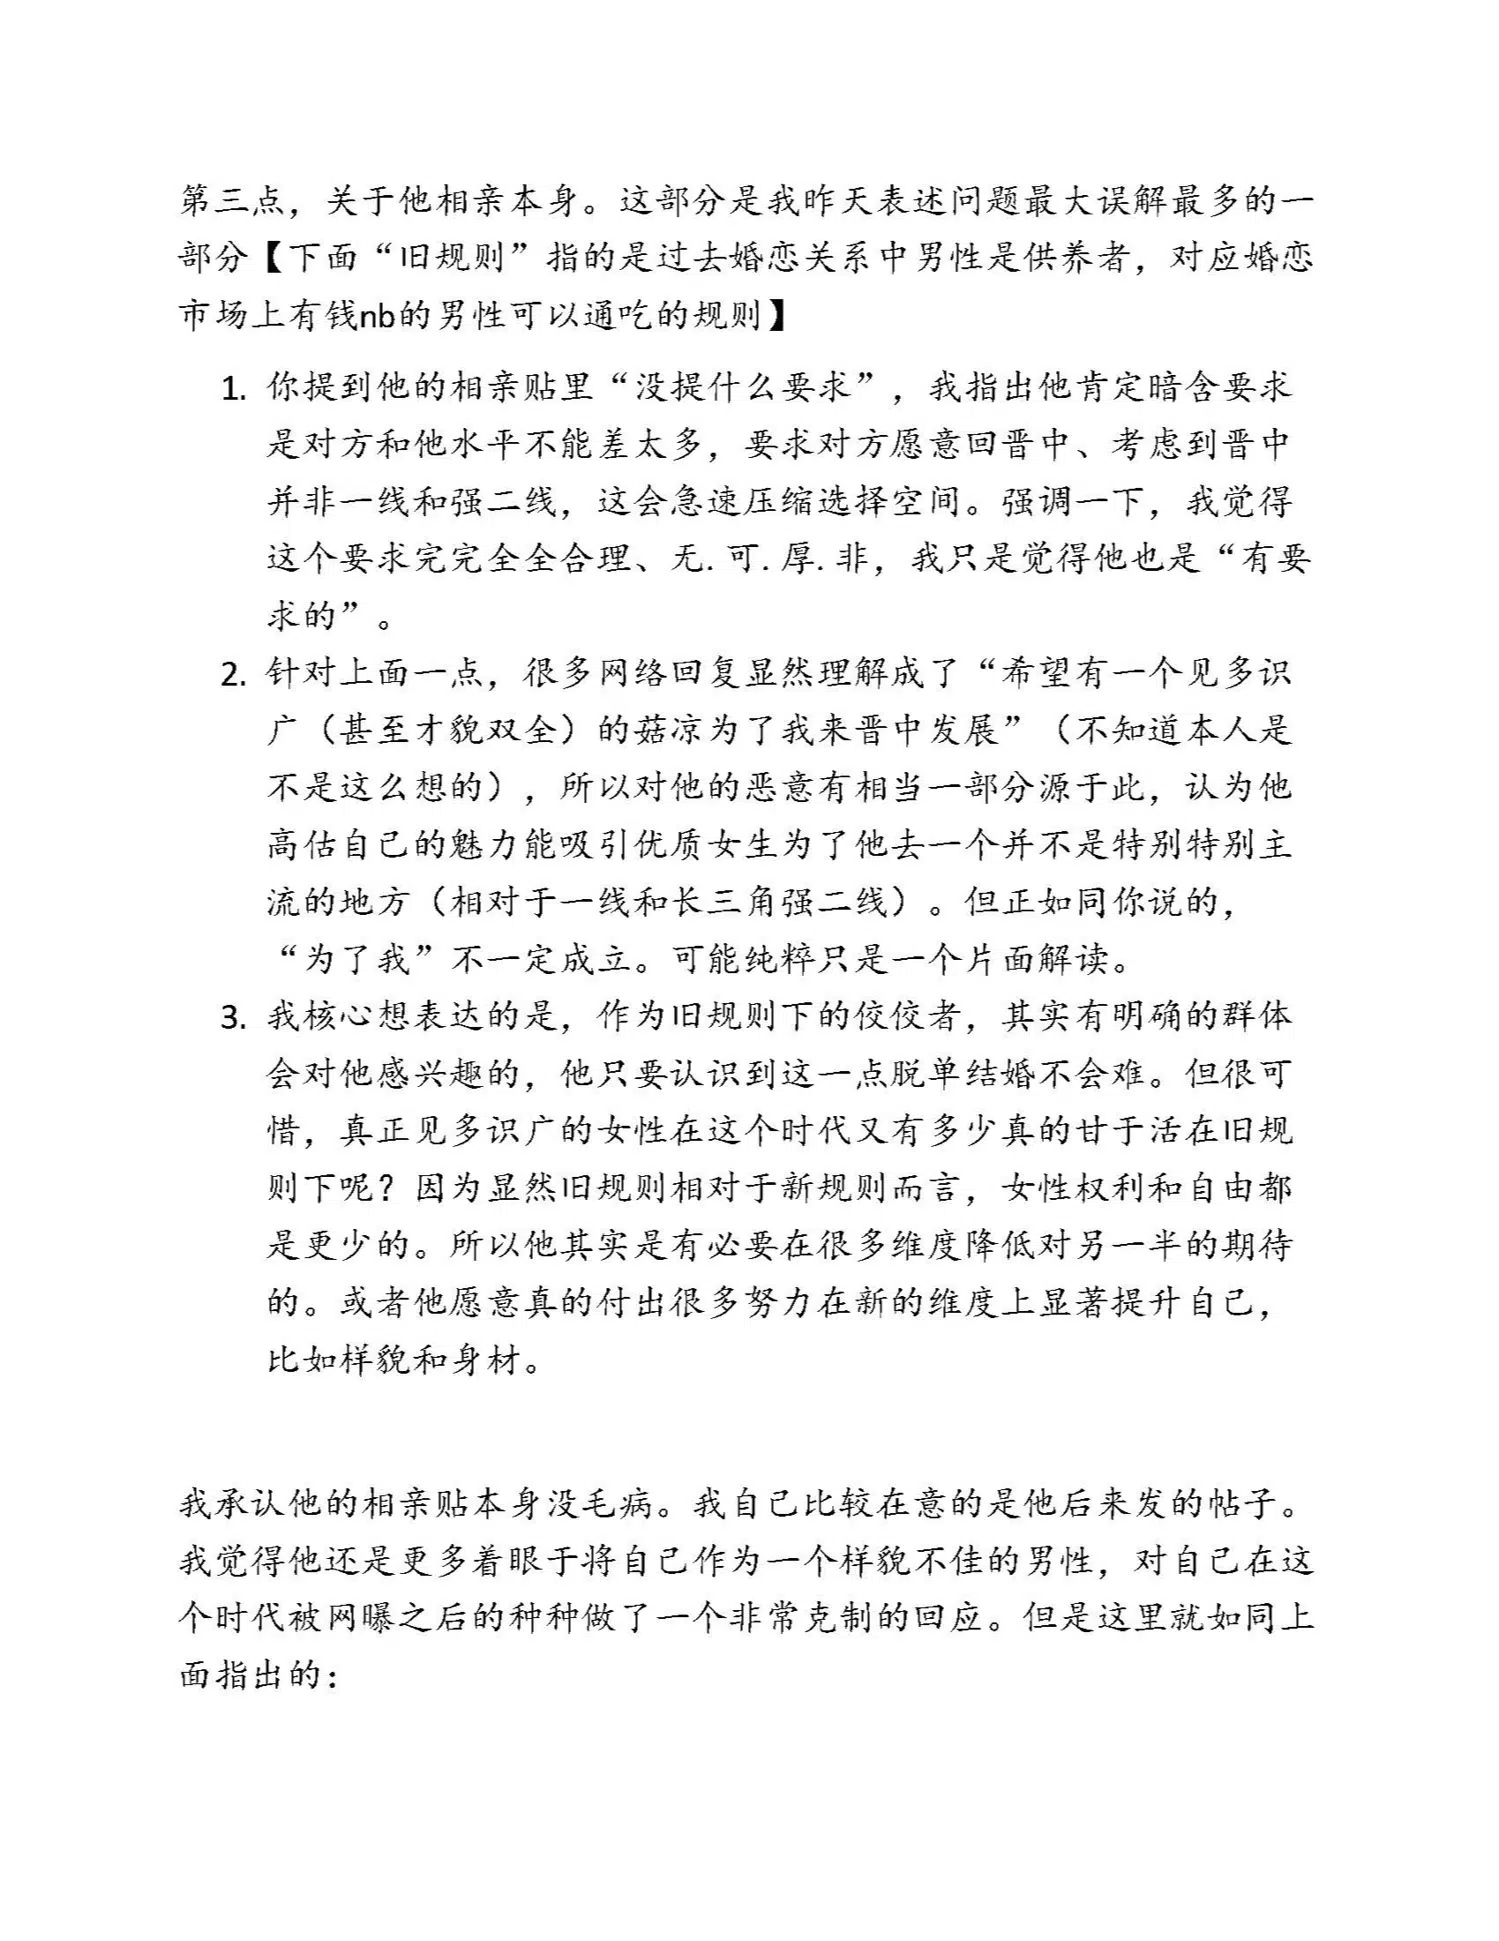 第三点，关于他相亲本身。这部分是我昨天表述问题最大误解最多的一
部分【下面“旧规则”指的是过去婚恋关系中男性是供养者，对应婚恋
市场上有钱nb的男性可以通吃的规则】
1. 你提到他的相亲贴里“没提什么要求”，我指出他肯定暗含要求
是对方和他水平不能差太多，要求对方愿意回晋中、考虑到晋中
并非一线和强二线，这会急速压缩选择空间。强调一下，我觉得
这个要求完完全全合理、无.可.厚.非，我只是觉得他也是“有要
求的”。
2. 针对上面一点，很多网络回复显然理解成了“希望有一个见多识
广（甚至才貌双全）的菇凉为了我来晋中发展”（不知道本人是
不是这么想的），所以对他的恶意有相当一部分源于此，认为他
高估自己的魅力能吸引优质女生为了他去一个并不是特别特别主
流的地方（相对于一线和长三角强二线）。但正如同你说的，
“为了我”不一定成立。可能纯粹只是一个片面解读。
3. 我核心想表达的是，作为旧规则下的佼佼者，其实有明确的群体
会对他感兴趣的，他只要认识到这一点脱单结婚不会难。但很可
惜，真正见多识广的女性在这个时代又有多少真的甘于活在旧规
则下呢？因为显然旧规则相对于新规则而言，女性权利和自由都
是更少的。所以他其实是有必要在很多维度降低对另一半的期待
的。或者他愿意真的付出很多努力在新的维度上显著提升自己，
比如样貌和身材。
我承认他的相亲贴本身没毛病。我自己比较在意的是他后来发的帖子。
我觉得他还是更多着眼于将自己作为一个样貌不佳的男性，对自己在这
个时代被网曝之后的种种做了一个非常克制的回应。但是这里就如同上
面指出的：